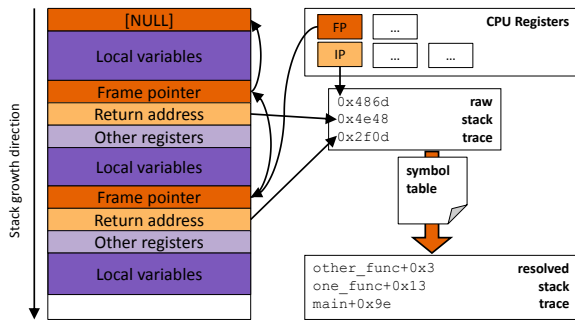 Stack growth direction
[NULL]
Local variables
Frame pointer
Return address
Other registers
Local variables
Frame pointer
Return address
Other registers
Local variables
CPU Registers
FP ...
IP ... ...
0x486d raw
0x4e48 stack
0x2f0d trace
symbol
table
other_func+0x3 resolved
one_func+0x13 stack
main+0x9e trace